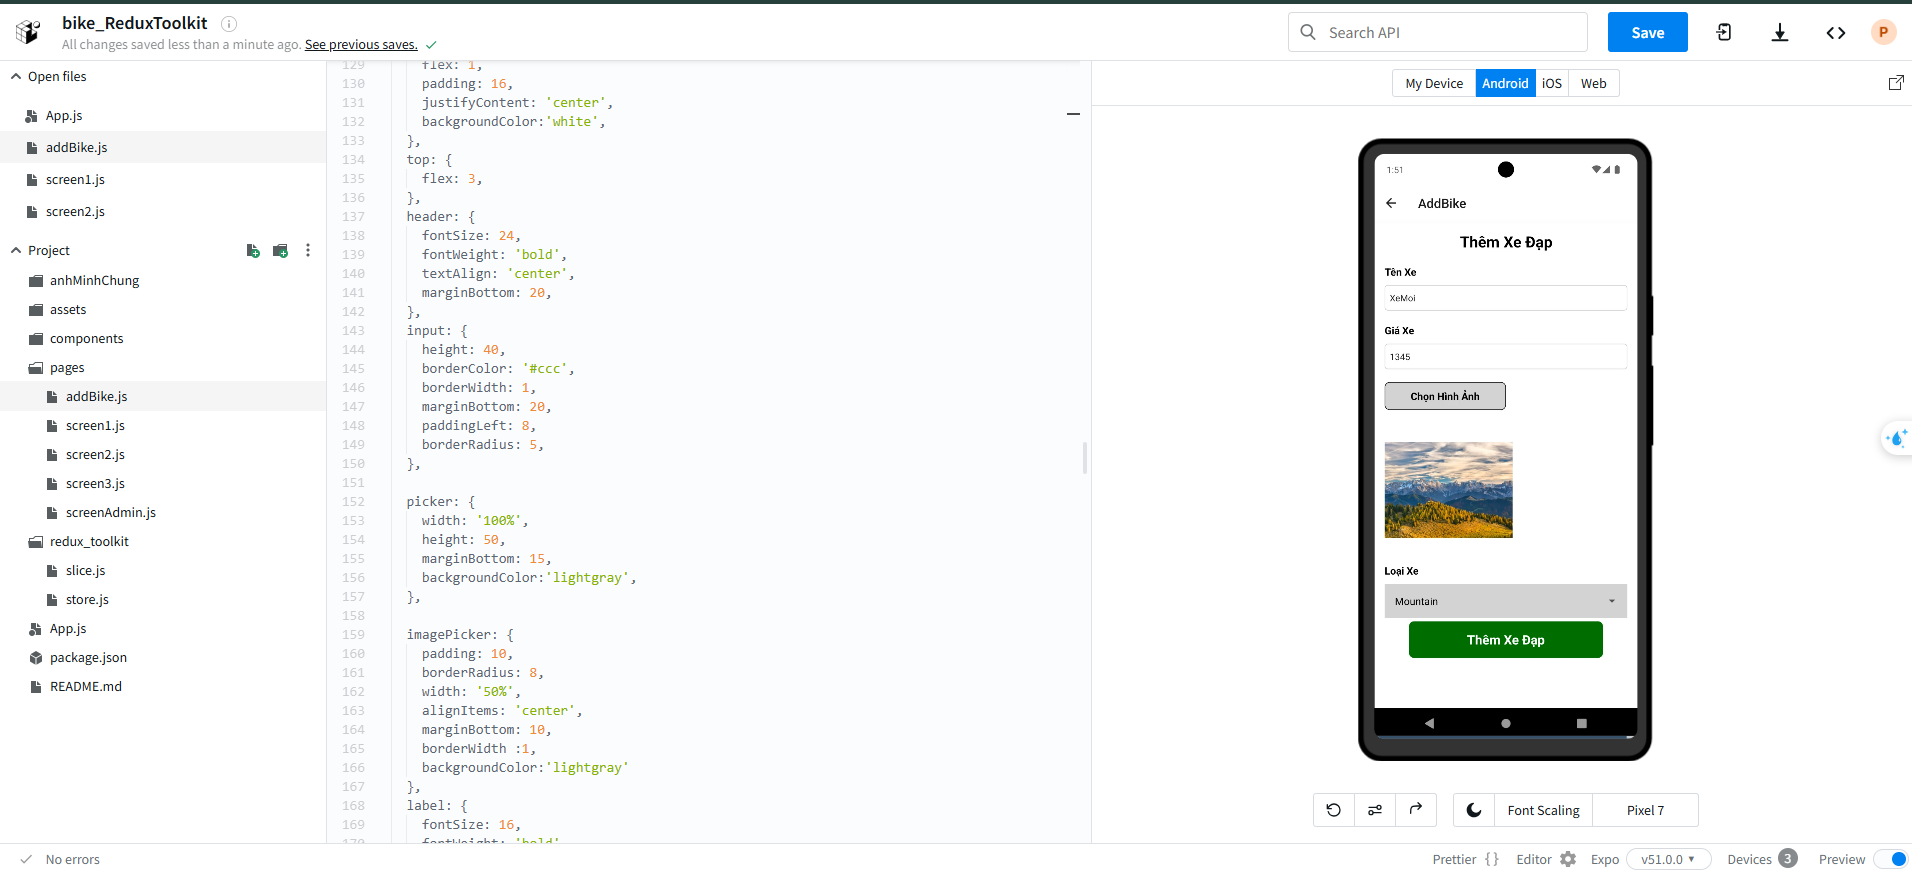 bike_ReduxToolkit
All changes saved less than a minute ago. See previous saves.
Search API
Save
P
Open files
App.js
addBike.js
screen1.js
screen2.js
Project
anhMinhChung
assets
components
pages
addBike.js
screen1.js
screen2.js
screen3.js
screenAdmin.js
redux_toolkit
slice.js
store.js
App.js
package.json
README.md
129 flex: 1,
130 padding: 16,
131 justifyContent: 'center',
132 backgroundColor:'white',
133 },
134 top: {
135 flex: 3,
136 },
137 header: {
138 fontSize: 24,
139 fontWeight: 'bold',
140 textAlign: 'center',
141 marginBottom: 20,
142 },
143 input: {
144 height: 40,
145 borderColor: '#ccc',
146 borderWidth: 1,
147 marginBottom: 20,
148 paddingLeft: 8,
149 borderRadius: 5,
150 },
151
152 picker: {
153 width: '100%',
154 height: 50,
155 marginBottom: 15,
156 backgroundColor:'lightgray',
157 },
158
159 imagePicker: {
160 padding: 10,
161 borderRadius: 8,
162 width: '50%',
163 alignItems: 'center',
164 marginBottom: 10,
165 borderWidth :1,
166 backgroundColor:'lightgray'
167 },
168 label: {
169 fontSize: 16,
170 fontWeight: 'bold'
My Device Android iOS Web
1:51
AddBike
Thêm Xe Đạp
Tên Xe
XeMoi
Giá Xe
1345
Chọn Hình Ảnh
Loại Xe
Mountain
Thêm Xe Đạp
Font Scaling Pixel 7
No errors
Prettier {} Editor Expo v51.0.0 Devices 3 Preview